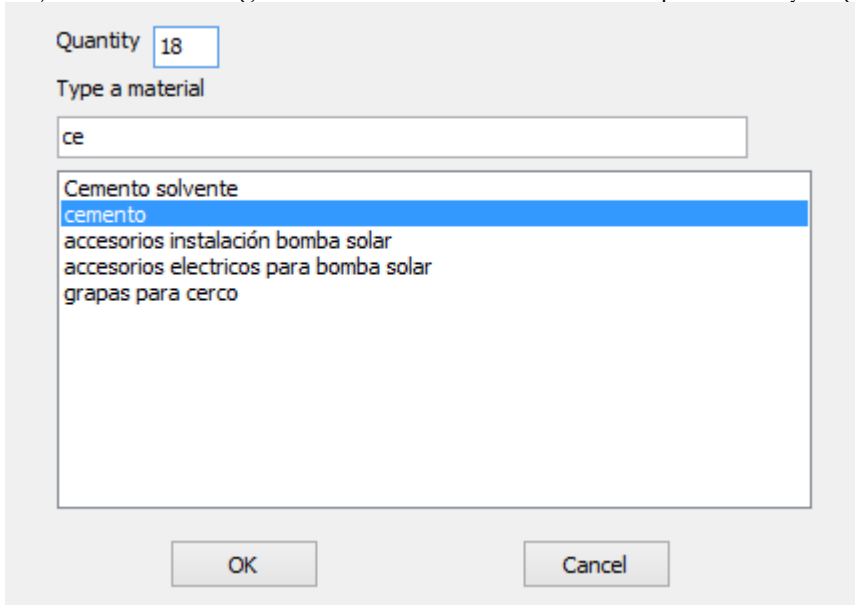 Quantity 18
Type a material
ce
Cemento solvente
cemento
accesorios instalación bomba solar
accesorios electricos para bomba solar
grapas para cerco
OK Cancel